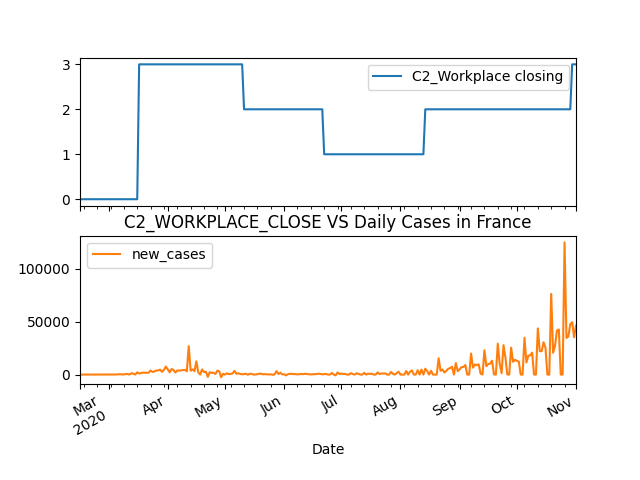 3
2
1
0
C2_Workplace closing
C2_WORKPLACE_CLOSE VS Daily Cases in France
100000
50000
0
new_cases
Mar
2020
Apr
May
Jun
Jul
Aug
Sep
Oct
Nov
Date